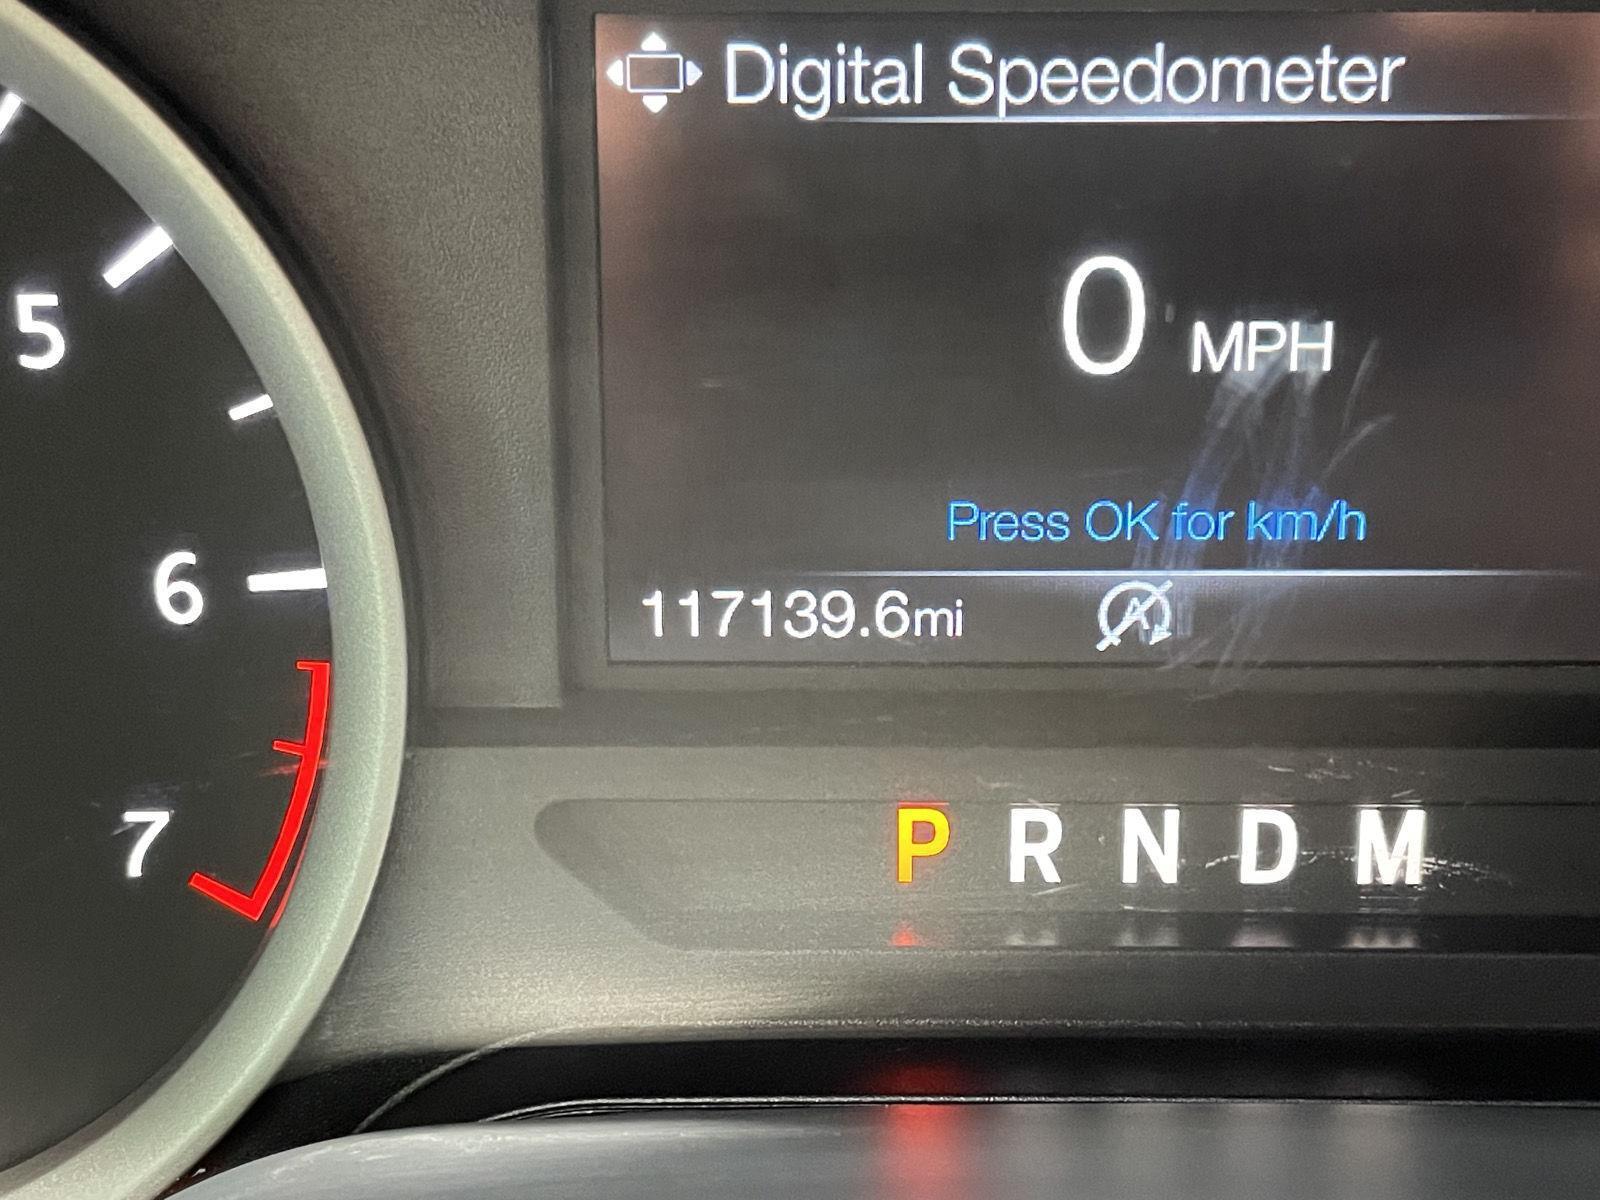 Digital Speedometer
0 MPH
Press OK for km/h
117139.6mi
A
5
6
7
P R N D M